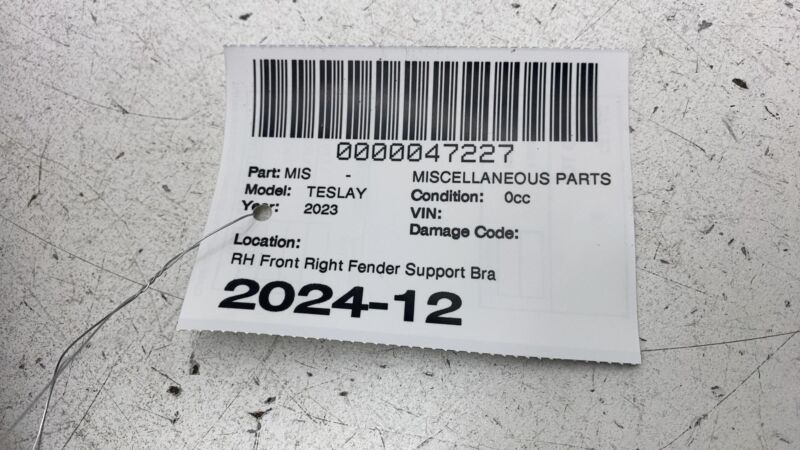 0000047227
Part: MIS - MISCELLANEOUS PARTS
Model: TESLAY Condition: 0cc
Year: 2023 VIN:
Damage Code:
Location:
RH Front Right Fender Support Bra
2024-12